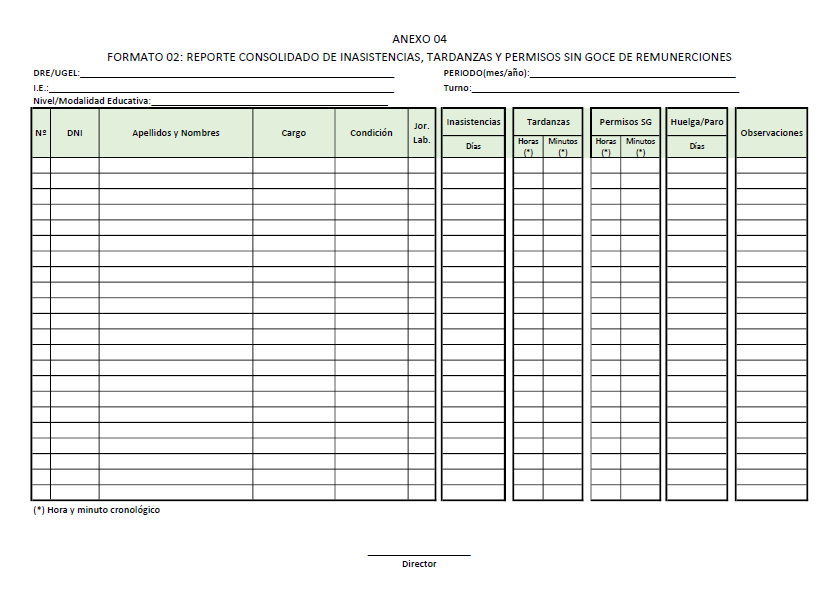 ANEXO 04
FORMATO 02: REPORTE CONSOLIDADO DE INASISTENCIAS, TARDANZAS Y PERMISOS SIN GOCE DE REMUNERCIONES
DRE/UGEL: PERIODO(mes/año):
I.E.: Turno:
Nivel/Modalidad Educativa:
Nº DNI Apellidos y Nombres Cargo Condición Jor. Lab. Inasistencias Tardanzas Permisos SG Huelga/Paro Observaciones
Días Horas (*) Minutos (*) Horas (*) Minutos (*) Días
(*) Hora y minuto cronológico
Director